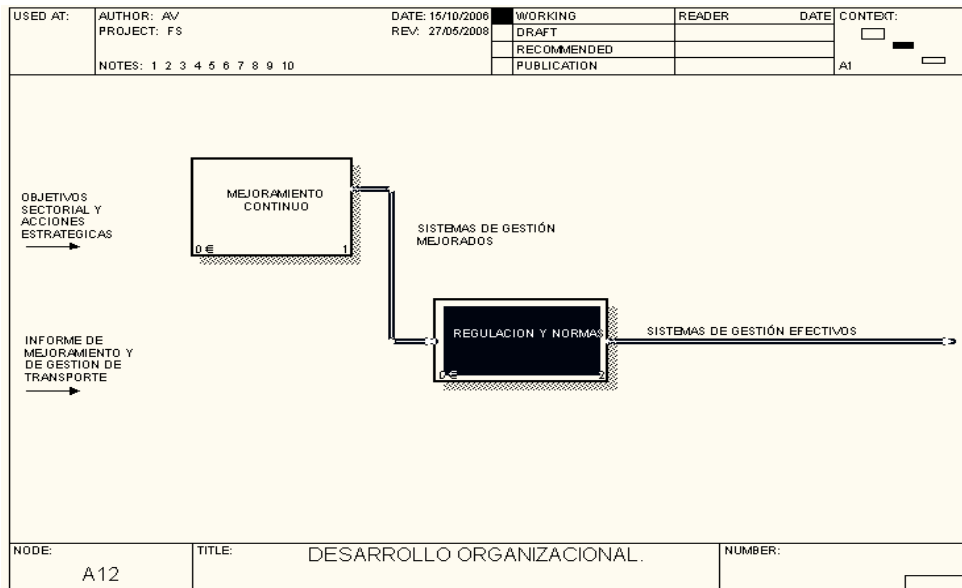 USED AT:
AUTHOR: AV
DATE: 15/10/2006
WORKING
READER
DATE
CONTEXT:
PROJECT: FS
REV: 27/05/2008
DRAFT
RECOMMENDED
NOTES: 1 2 3 4 5 6 7 8 9 10
PUBLICATION
A1
OBJETIVOS
SECTORIAL Y
ACCIONES
ESTRATEGICAS
MEJORAMIENTO
CONTINUO
0 €
1
SISTEMAS DE GESTIÓN
MEJORADOS
INFORME DE
MEJORAMIENTO Y
DE GESTION DE
TRANSPORTE
REGULACION Y NORMAS
0 €
2
SISTEMAS DE GESTIÓN EFECTIVOS
NODE:
A12
TITLE:
DESARROLLO ORGANIZACIONAL.
NUMBER: